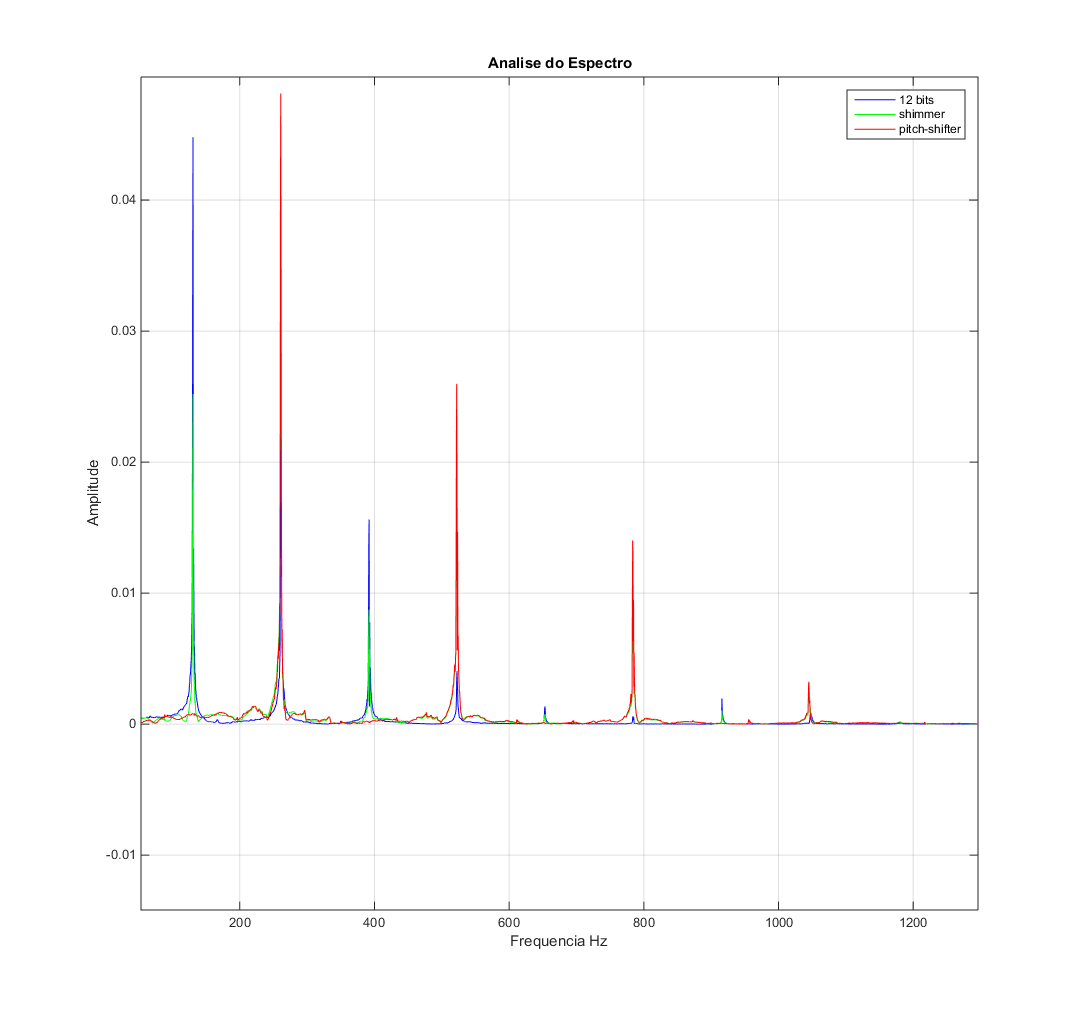 Analise do Espectro
12 bits
shimmer
pitch-shifter
0.04
0.03
0.02
0.01
0
-0.01
Amplitude
200 400 600 800 1000 1200
Frequencia Hz